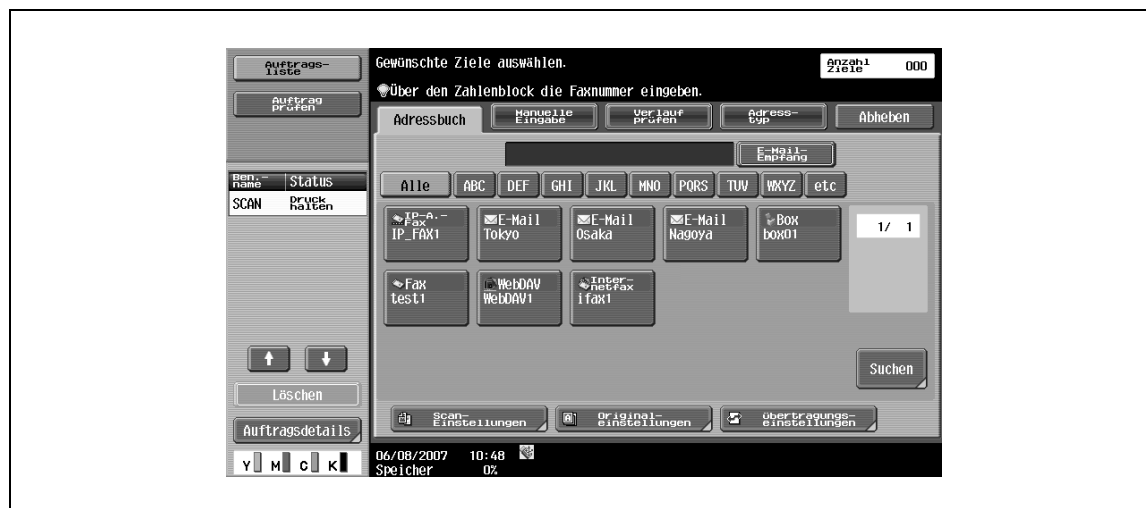 Auftrags-
liste
Auftrag
prüfen
Ben.-
name
Status
SCAN
Druck
halten
Löschen
Auftragsdetails
Y M C K
Gewünschte Ziele auswählen.
Anzahl
Ziele
000
Über den Zahlenblock die Faxnummer eingeben.
Adressbuch
Manuelle
Eingabe
Verlauf
prüfen
Adress-
typ
Abheben
E-Mail-
Empfang
Alle ABC DEF GHI JKL MNO PQRS TUV WXYZ etc
IP-A.-
Fax
IP_FAX1
E-Mail
Tokyo
E-Mail
Osaka
E-Mail
Nagoya
Box
box01
1/ 1
Fax
test1
WebDAV
WebDAV1
Inter-
netfax
ifax1
Suchen
Scan-
Einstellungen
Original-
einstellungen
Übertragungs-
einstellungen
06/08/2007 10:48
Speicher 0%